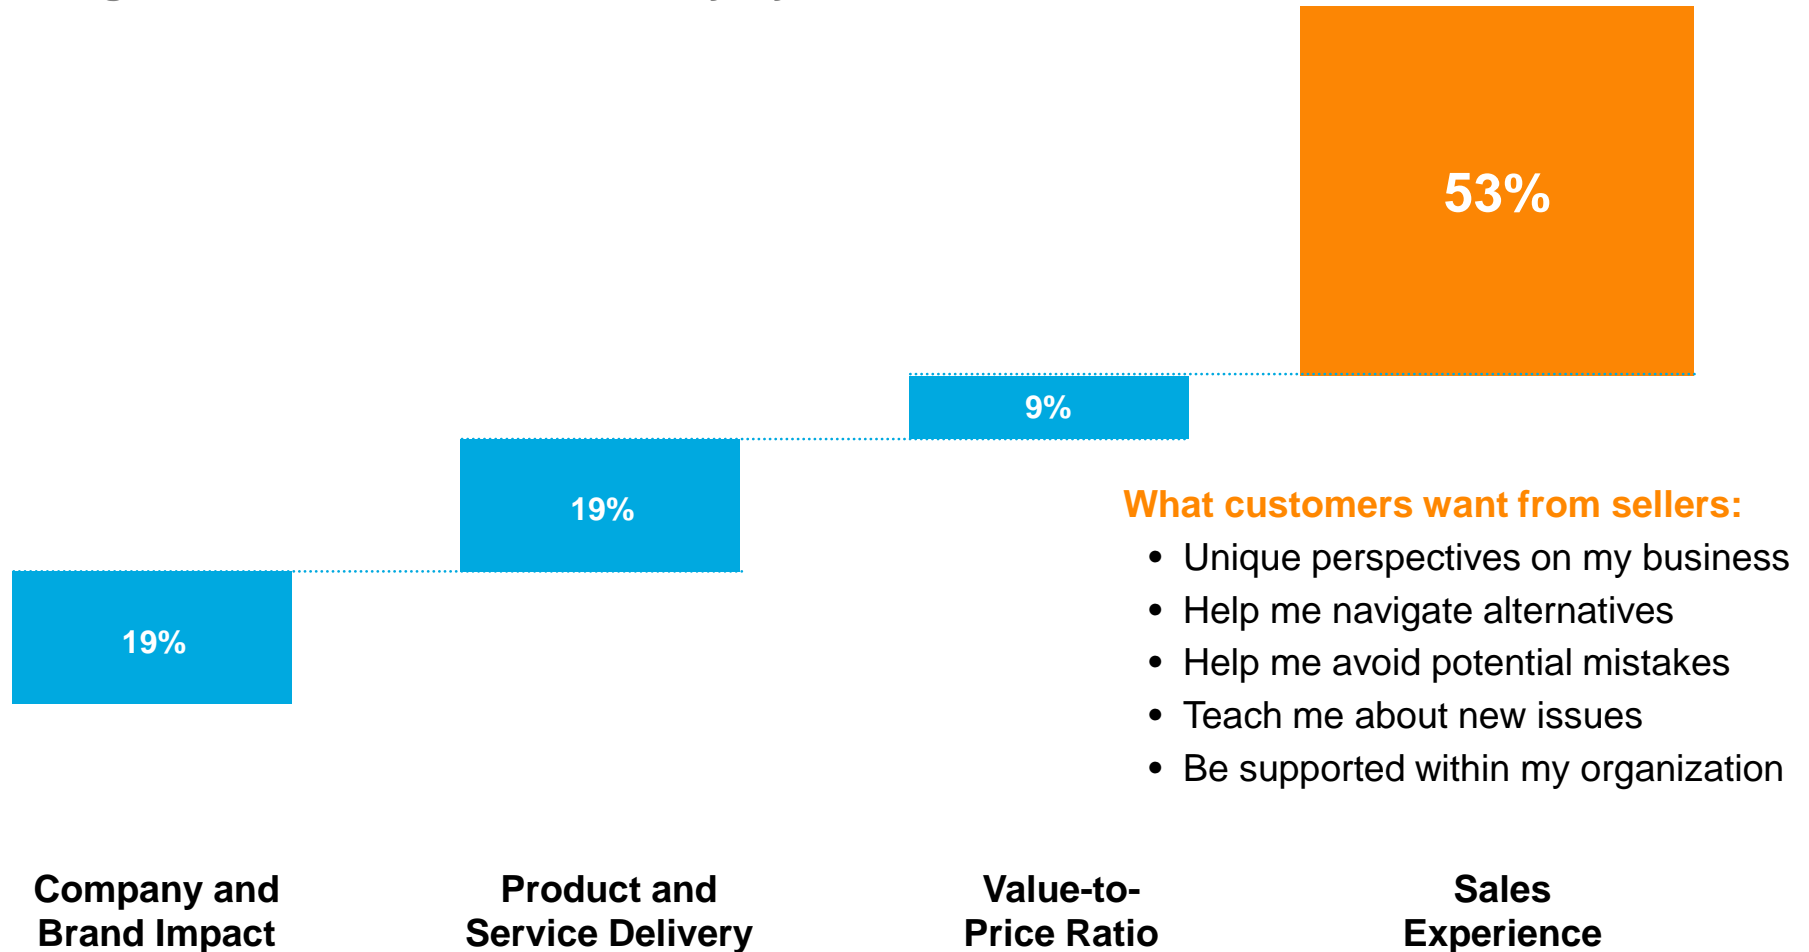 53%
9%
19%
19%
What customers want from sellers:
• Unique perspectives on my business
• Help me navigate alternatives
• Help me avoid potential mistakes
• Teach me about new issues
• Be supported within my organization
Company and
Brand Impact
Product and
Service Delivery
Value-to-
Price Ratio
Sales
Experience